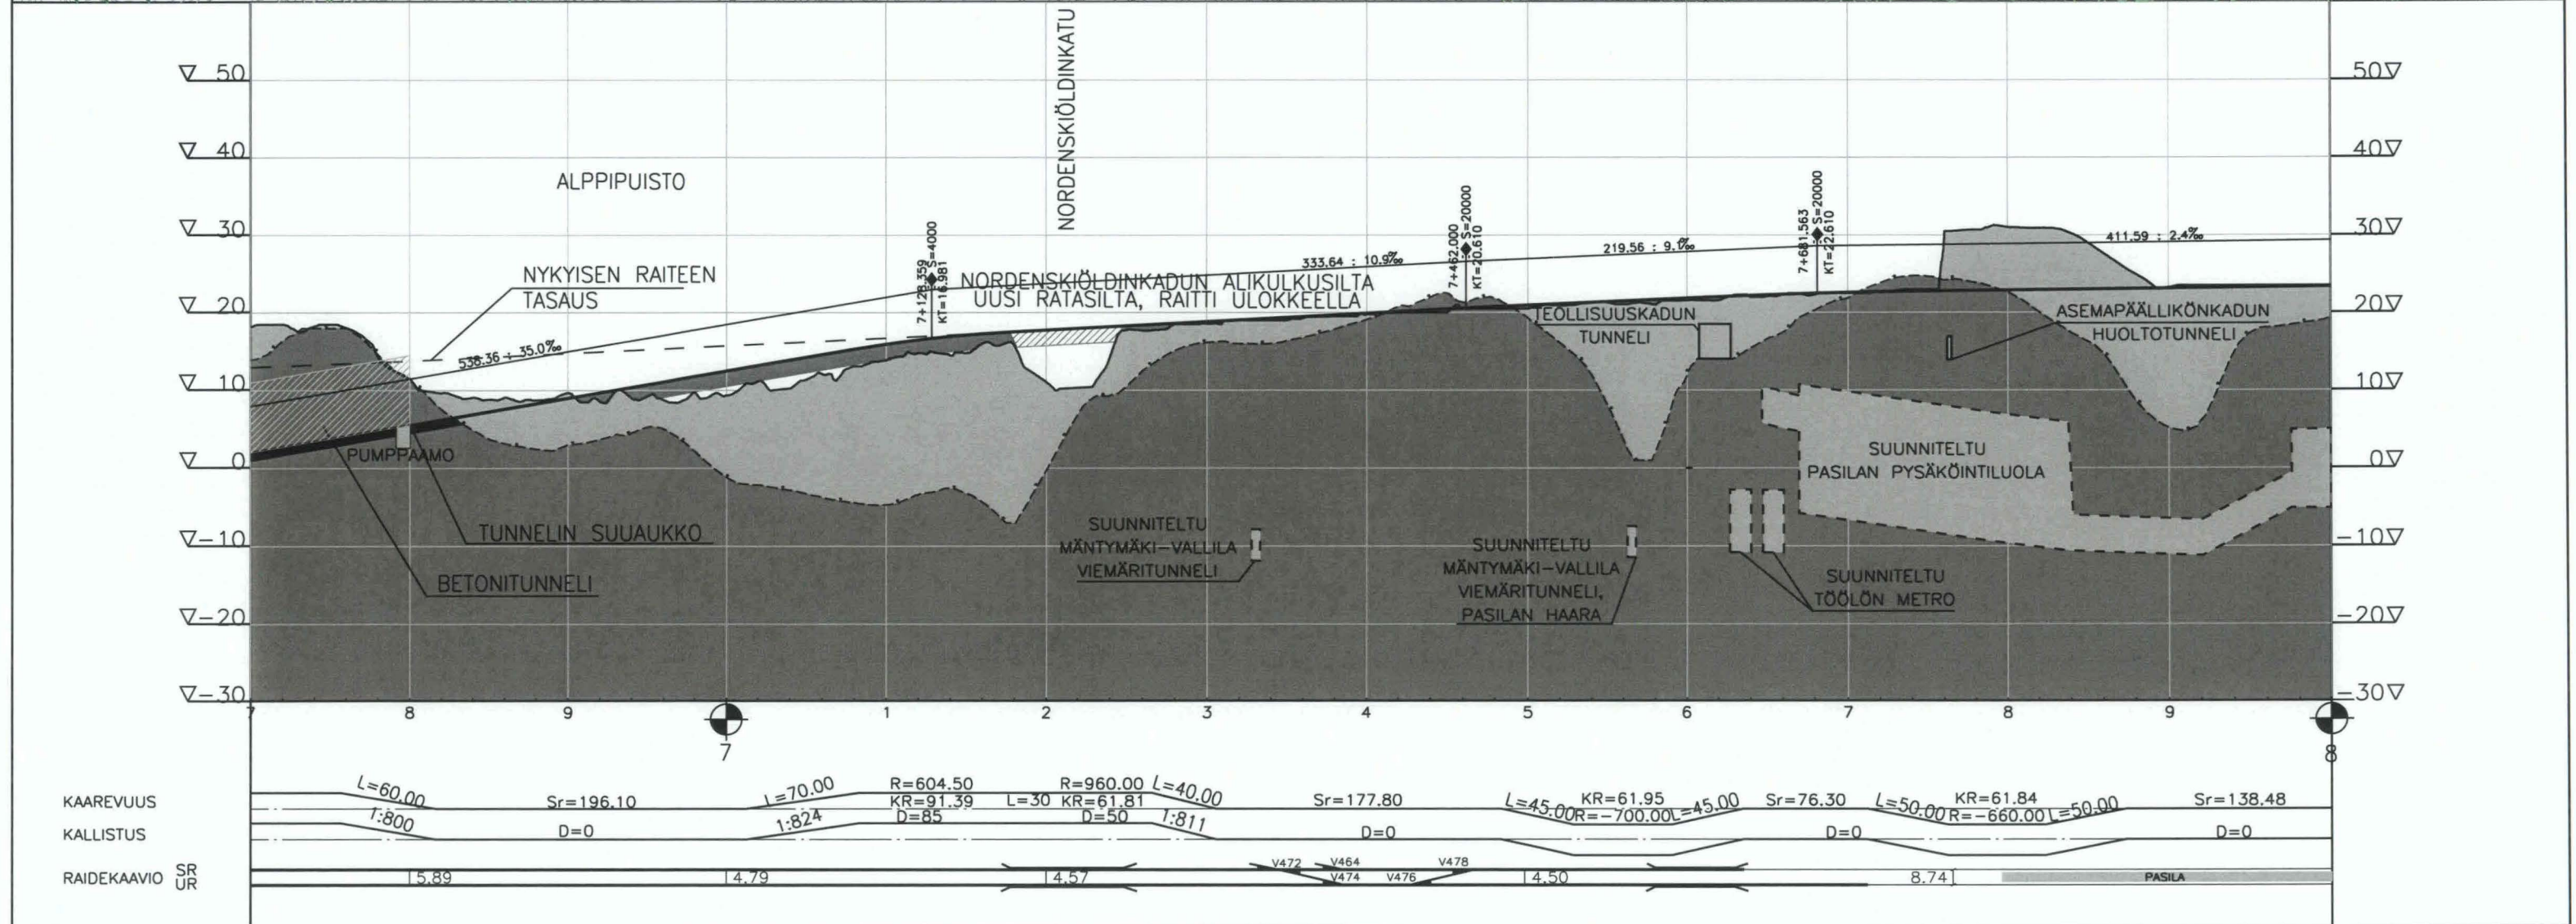 NORDENSKIÖLDINKATU
50
50
40
40
ALPPIPUISTO
30
30
7+128.359
S=4000
KT=16.981
7+462.000
S=20000
KT=20.610
7+681.563
S=20000
KT=22.610
333.64 : 10.9‰
219.56 : 9.1‰
411.59 : 2.4‰
NYKYISEN RAITEEN
TASAUS
NORDENSKIÖLDINKADUN ALIKULKUSILTA
UUSI RATASILTA, RAITTI ULOKKEELLA
20
20
TEOLLISUUSKADUN
TUNNELI
ASEMAPÄÄLLIKÖNKADUN
HUOLTOTUNNELI
538.36 : 35.0‰
10
10
PUMPPAAMO
SUUNNITELTU
PASILAN PYSÄKÖINTILUOLA
0
0
TUNNELIN SUUAUKKO
SUUNNITELTU
MÄNTYMÄKI-VALLILA
VIEMÄRITUNNELI
SUUNNITELTU
MÄNTYMÄKI-VALLILA
VIEMÄRITUNNELI,
PASILAN HAARA
SUUNNITELTU
TÖÖLÖN METRO
-10
-10
BETONITUNNELI
-20
-20
-30
-30
7 8 9 1 2 3 4 5 6 7 8 9
7 8
KAAREVUUS L=60.00 Sr=196.10 L=70.00 R=604.50 KR=91.39 L=30 R=960.00 KR=61.81 L=40.00 Sr=177.80 L=45.00 KR=61.95 R=-700.00 L=45.00 Sr=76.30 L=50.00 KR=61.84 R=-660.00 L=50.00 Sr=138.48
KALLISTUS 1:800 D=0 1:824 D=85 D=50 1:811 D=0 D=0 D=0
RAIDEKAAVIO SR
UR
5.89 4.79 4.57 V472 V464 V474 V476 V478 4.50 8.74 PASILA